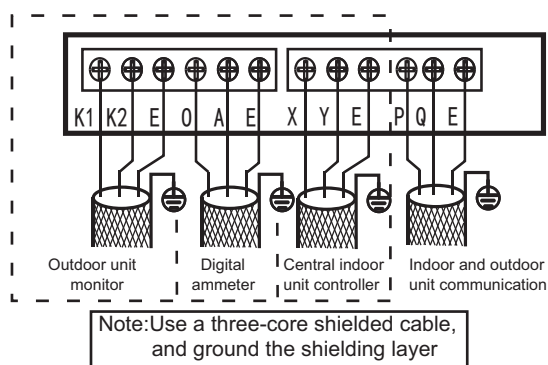 K1 K2 E O A E X Y E P Q E
Outdoor unit
monitor
Digital
ammeter
Central indoor
unit controller
Indoor and outdoor
unit communication
Note:Use a three-core shielded cable,
and ground the shielding layer